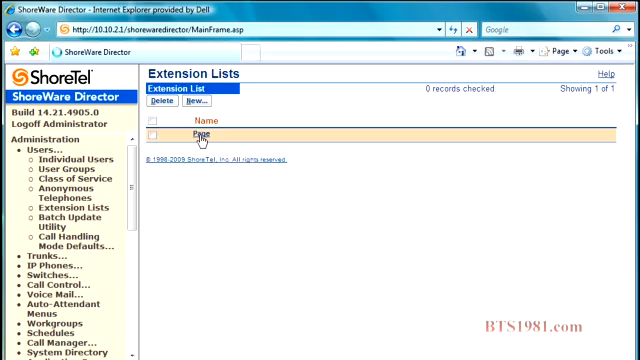 ShoreWare Director - Internet Explorer provided by Dell
http://10.10.2.1/shorewaredirector/MainFrame.asp
Google
ShoreWare Director
Page
Tools
ShoreTel
ShoreWare Director
Build 14.21.4905.0
Logoff Administrator
Administration
Users...
Individual Users
User Groups
Class of Service
Anonymous
Telephones
Extension Lists
Batch Update
Utility
Call Handling
Mode Defaults...
Trunks...
IP Phones...
Switches...
Call Control...
Voice Mail...
Auto-Attendant
Menus
Workgroups
Schedules
Call Manager...
System Directory
Extension Lists
Help
Extension List
0 records checked
Showing 1 of 1
Delete
New...
Name
Page
© 1998-2009 ShoreTel, Inc. All rights reserved.
BTS1981.com